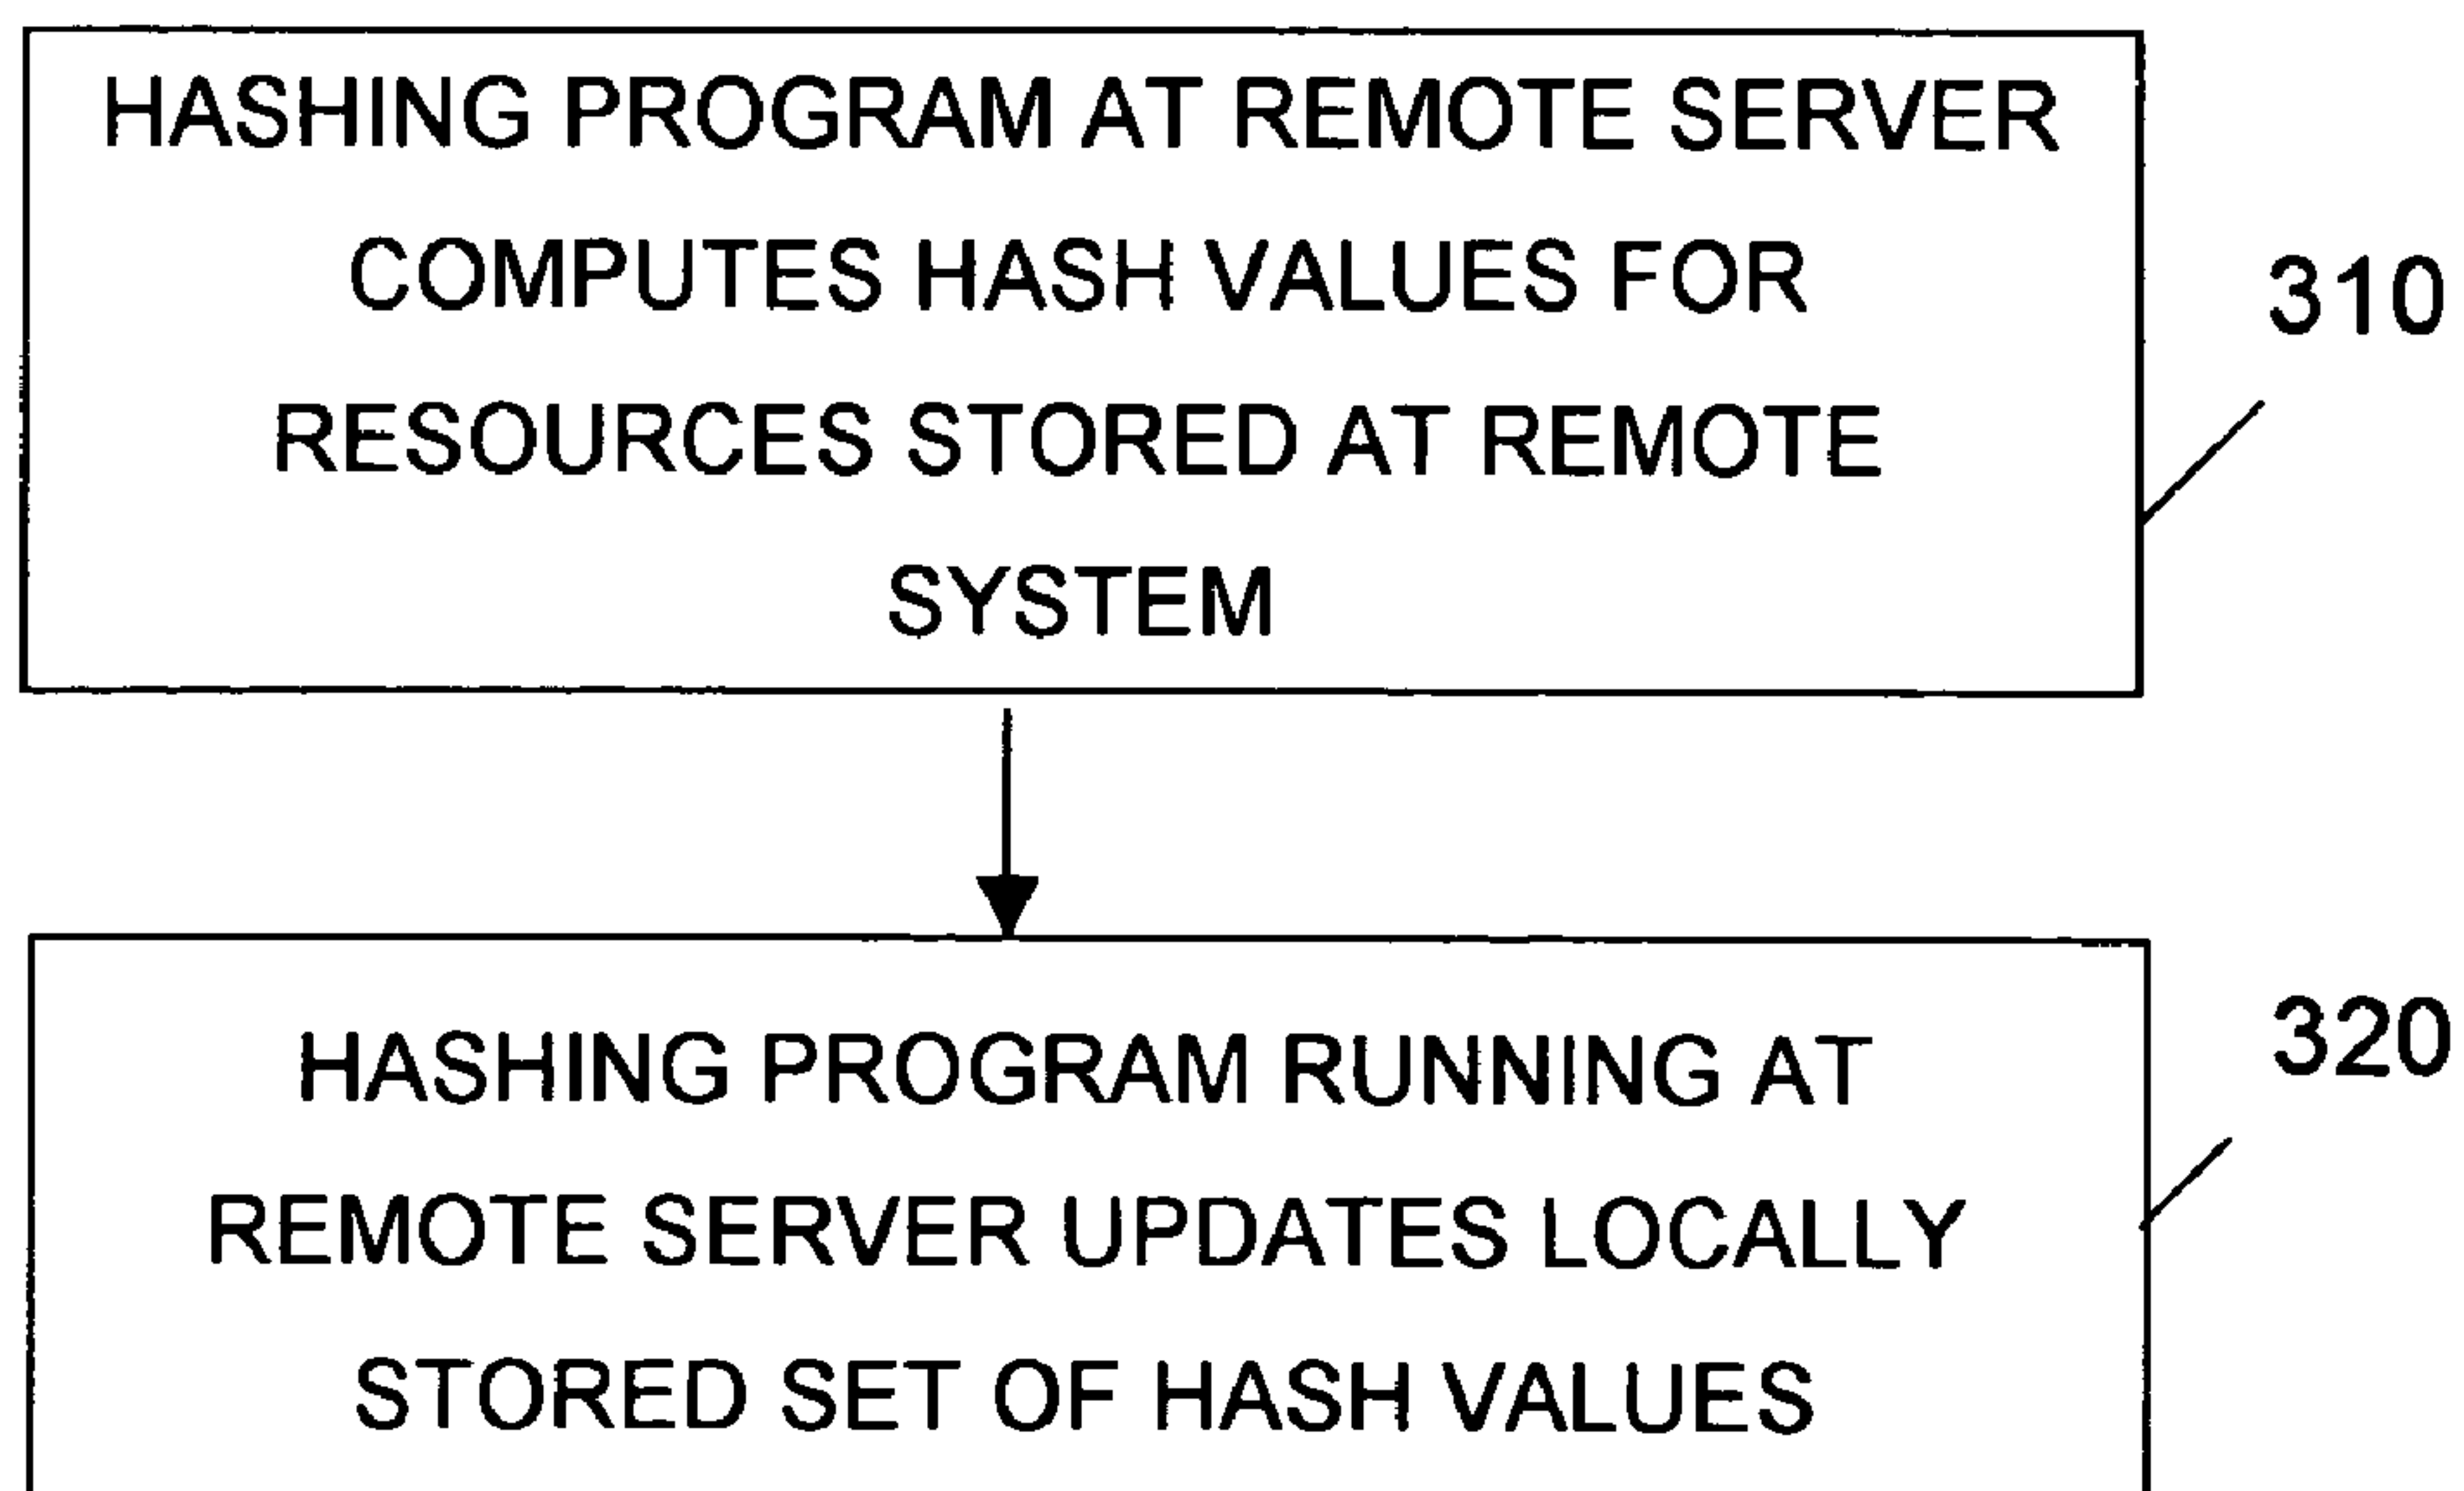 HASHING PROGRAM AT REMOTE SERVER
COMPUTES HASH VALUES FOR
RESOURCES STORED AT REMOTE
SYSTEM
310
HASHING PROGRAM RUNNING AT
REMOTE SERVER UPDATES LOCALLY
STORED SET OF HASH VALUES
320